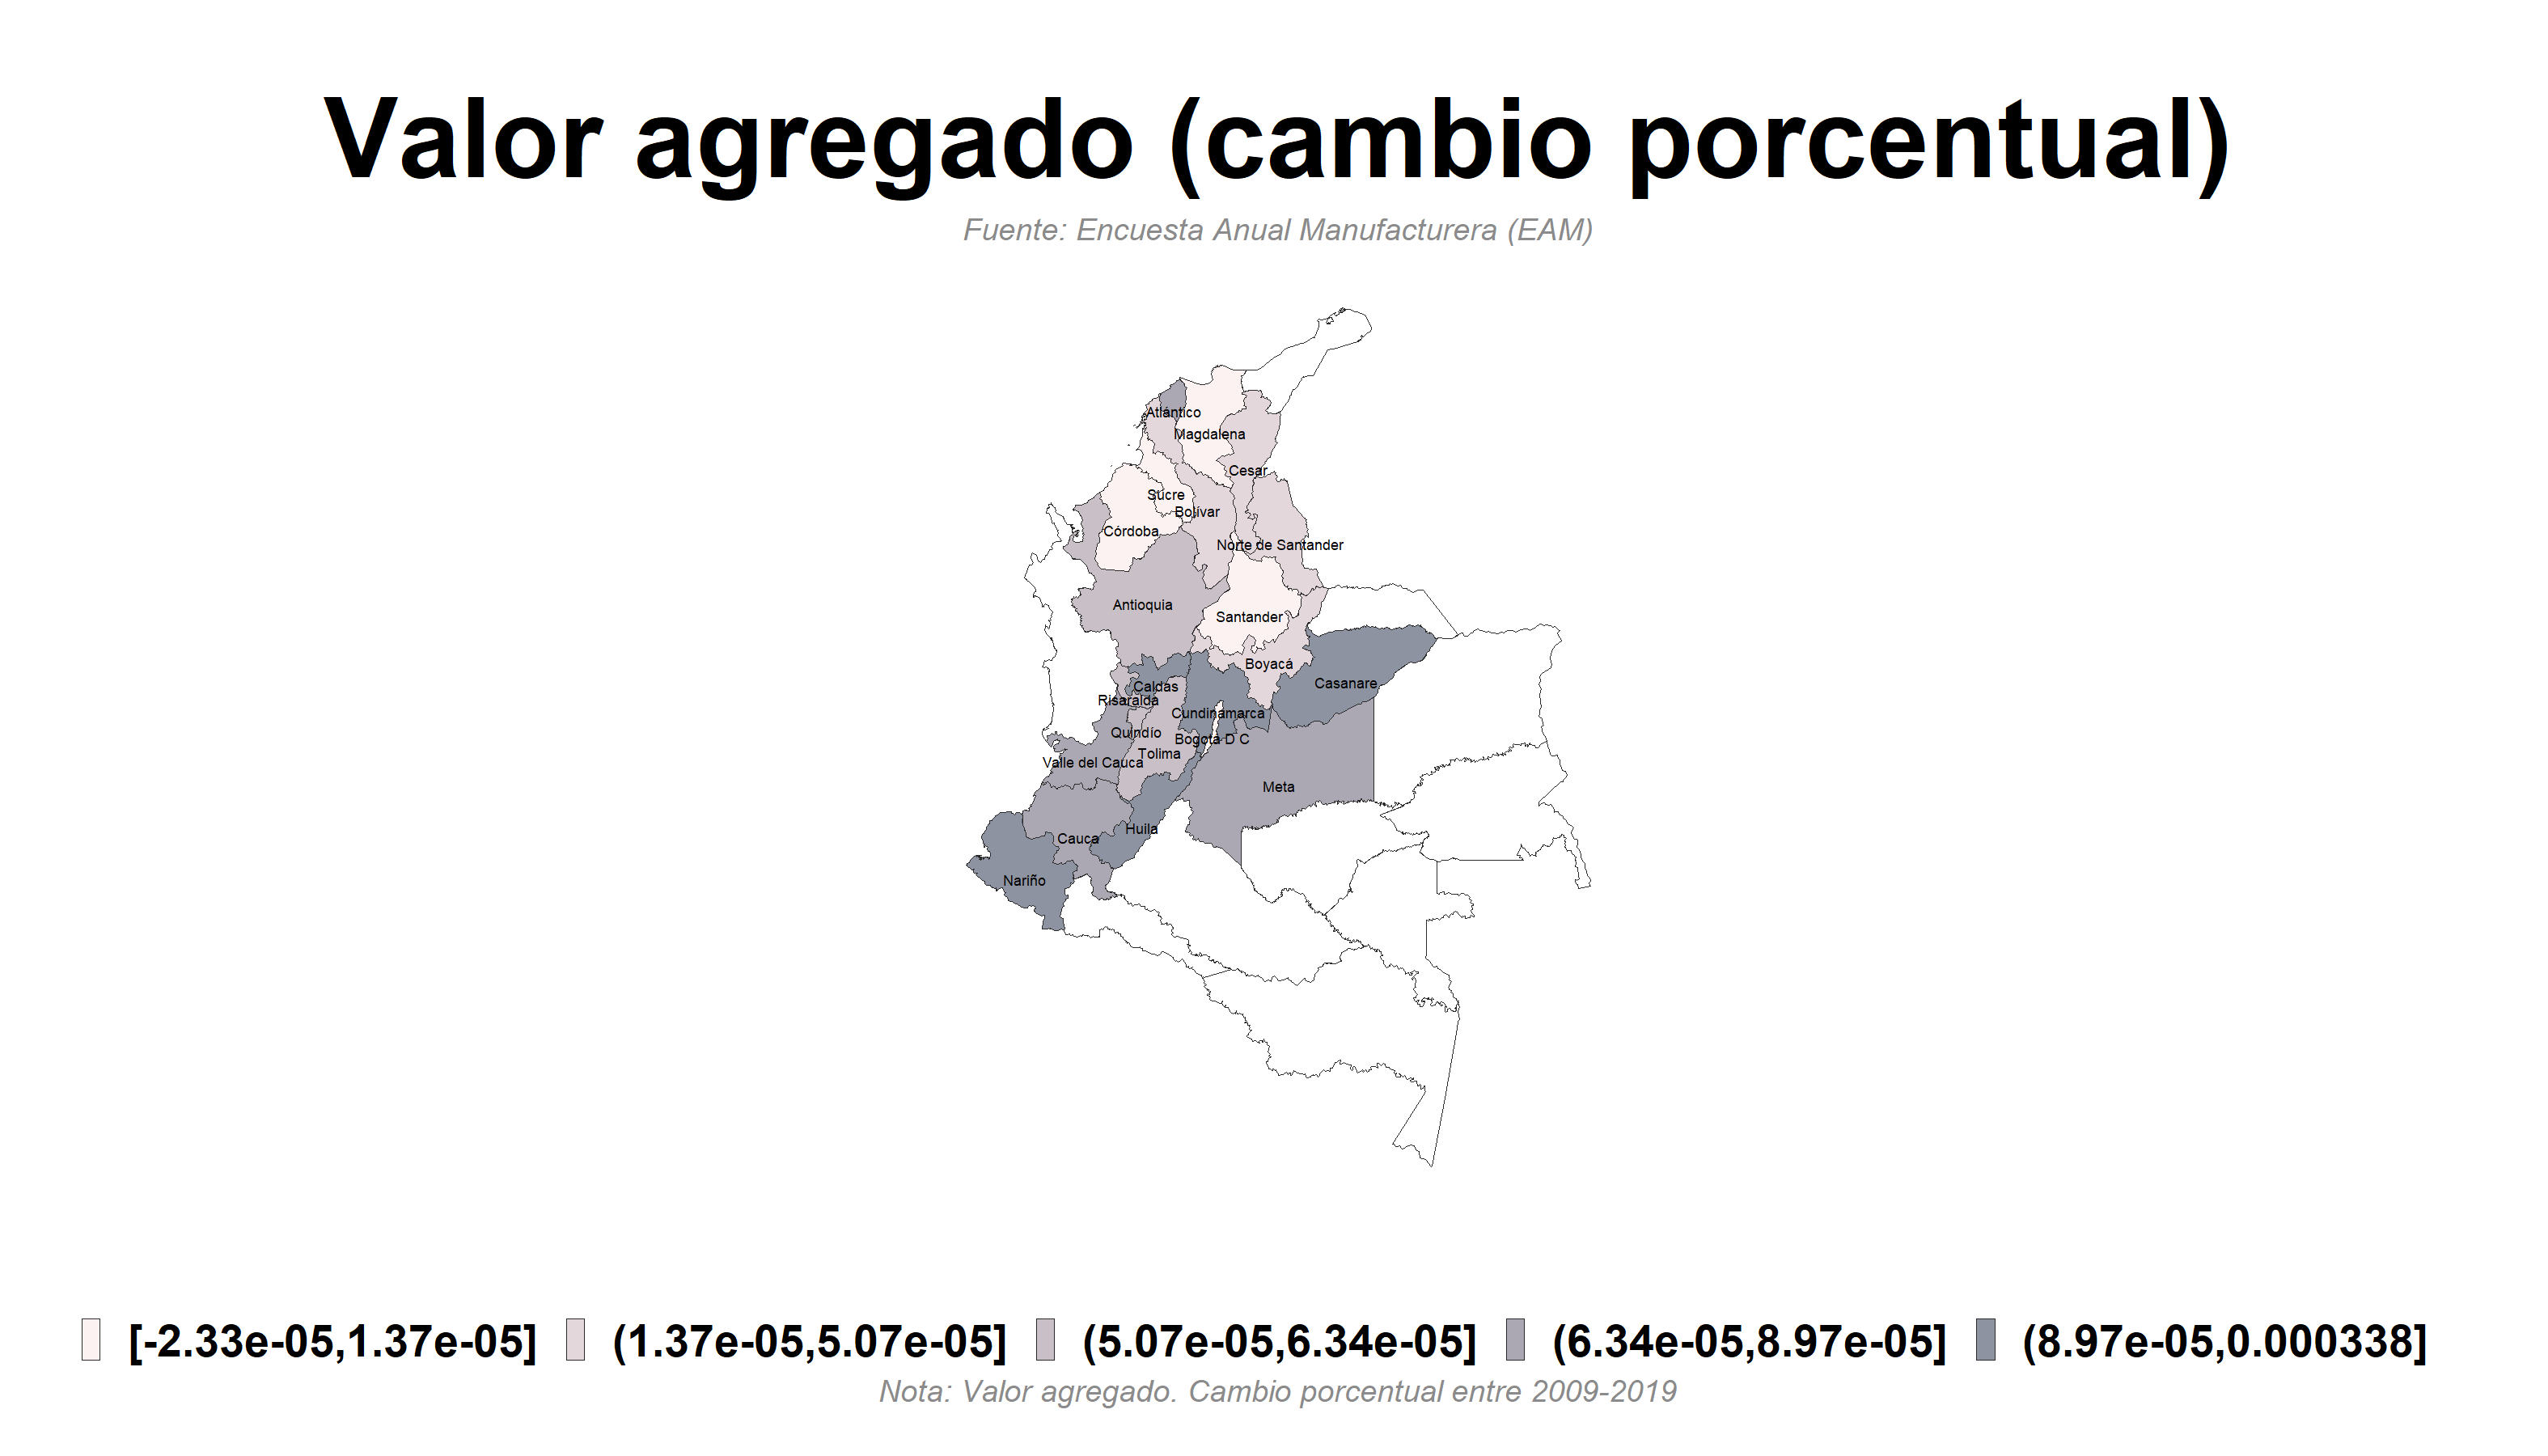 Valor agregado (cambio porcentual)
Fuente: Encuesta Anual Manufacturera (EAM)
Atlántico
Magdalena
Cesar
Sucre
Bolívar
Córdoba
Norte de Santander
Antioquia
Santander
Boyacá
Casanare
Caldas
Risaralda
Cundinamarca
Quindío
Bogotá D C
Tolima
Valle del Cauca
Meta
Huila
Cauca
Nariño
[-2.33e-05,1.37e-05] (1.37e-05,5.07e-05] (5.07e-05,6.34e-05] (6.34e-05,8.97e-05] (8.97e-05,0.000338]
Nota: Valor agregado. Cambio porcentual entre 2009-2019